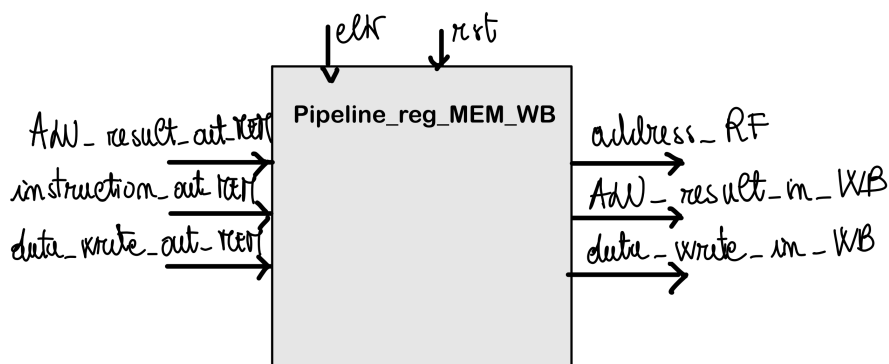 clk
rst
Pipeline_reg_MEM_WB
ALU_result_out_MEM
address_RF
instruction_out_MEM
ALU_result_in_WB
data_write_out_MEM
data_write_in_WB